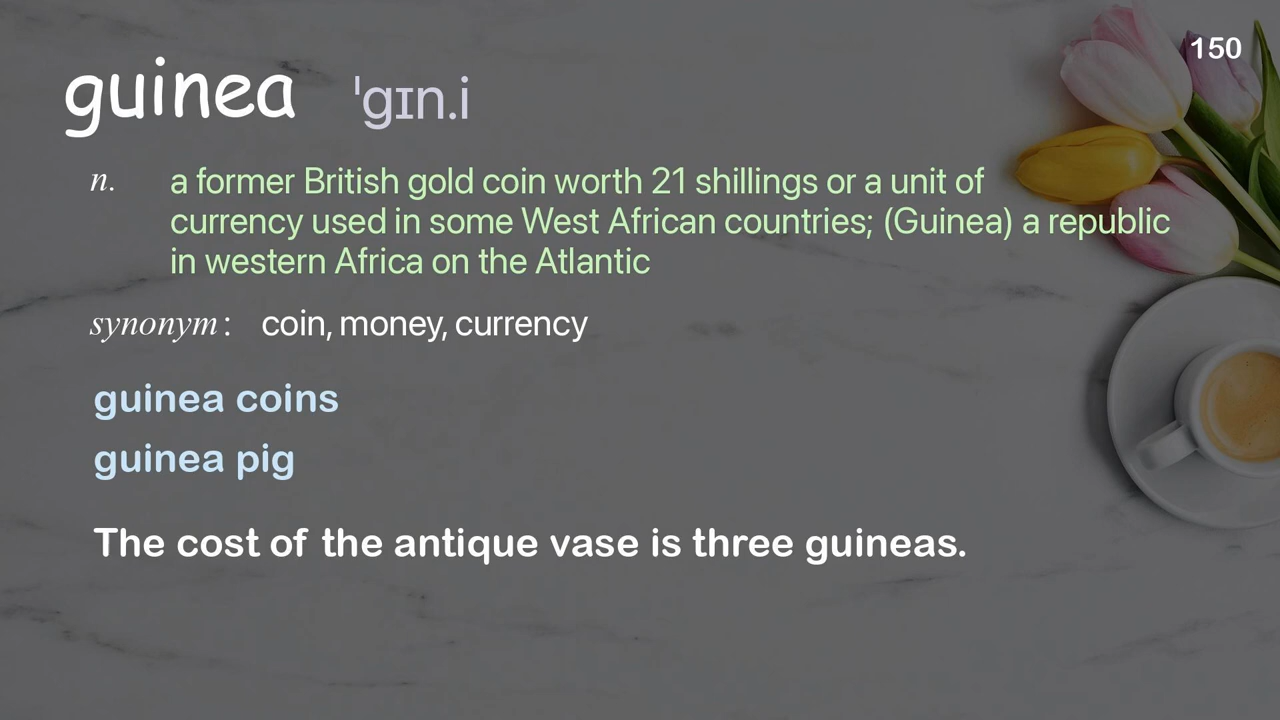 150
guinea ˈɡɪn.i
n. a former British gold coin worth 21 shillings or a unit of
currency used in some West African countries; (Guinea) a republic
in western Africa on the Atlantic
synonym: coin, money, currency
guinea coins
guinea pig
The cost of the antique vase is three guineas.